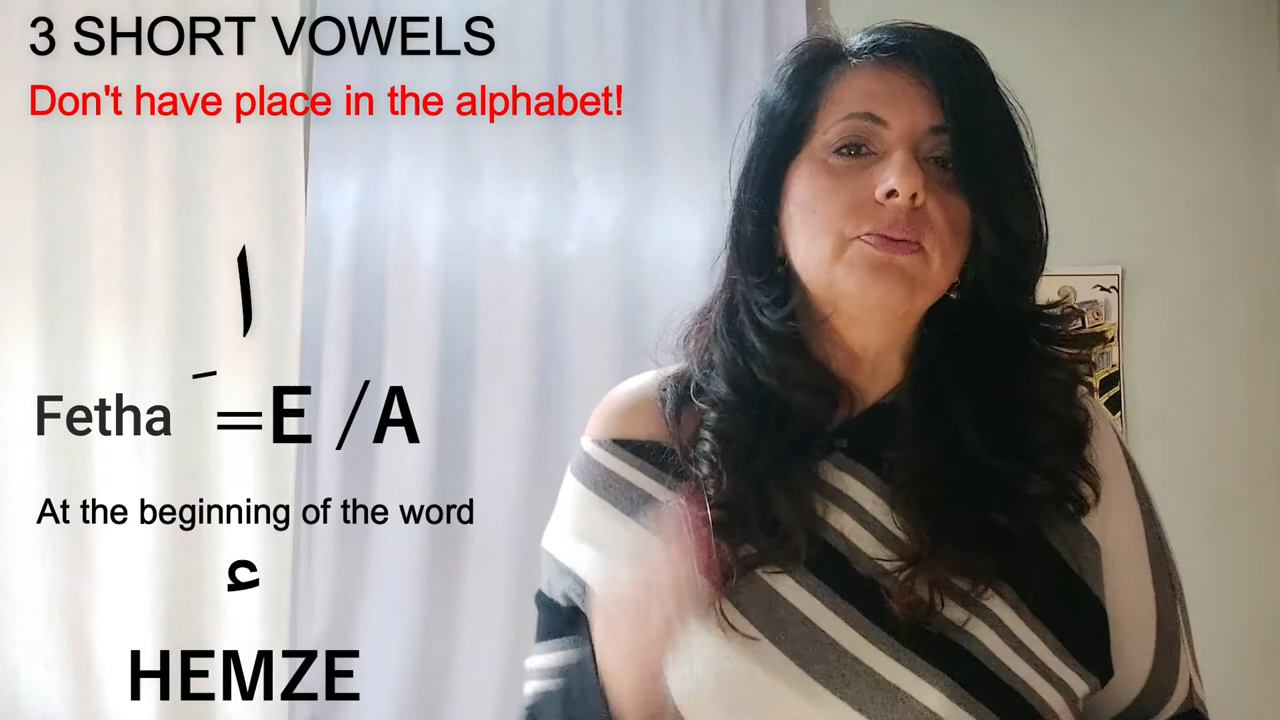 3 SHORT VOWELS
Don't have place in the alphabet!
ا
Fetha َ =E /A
At the beginning of the word
ء
HEMZE